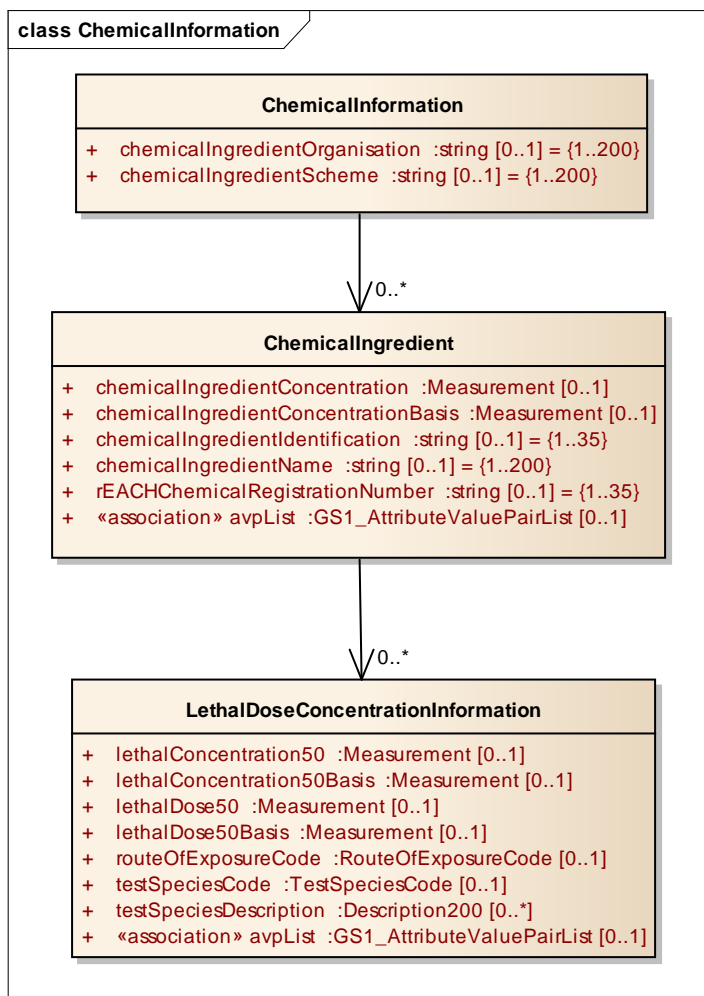 class ChemicalInformation
ChemicalInformation
+ chemicalIngredientOrganisation :string [0..1] = {1..200}
+ chemicalIngredientScheme :string [0..1] = {1..200}
0..*
ChemicalIngredient
+ chemicalIngredientConcentration :Measurement [0..1]
+ chemicalIngredientConcentrationBasis :Measurement [0..1]
+ chemicalIngredientIdentification :string [0..1] = {1..35}
+ chemicalIngredientName :string [0..1] = {1..200}
+ rEACHChemicalRegistrationNumber :string [0..1] = {1..35}
+ «association» avpList :GS1_AttributeValuePairList [0..1]
0..*
LethalDoseConcentrationInformation
+ lethalConcentration50 :Measurement [0..1]
+ lethalConcentration50Basis :Measurement [0..1]
+ lethalDose50 :Measurement [0..1]
+ lethalDose50Basis :Measurement [0..1]
+ routeOfExposureCode :RouteOfExposureCode [0..1]
+ testSpeciesCode :TestSpeciesCode [0..1]
+ testSpeciesDescription :Description200 [0..*]
+ «association» avpList :GS1_AttributeValuePairList [0..1]